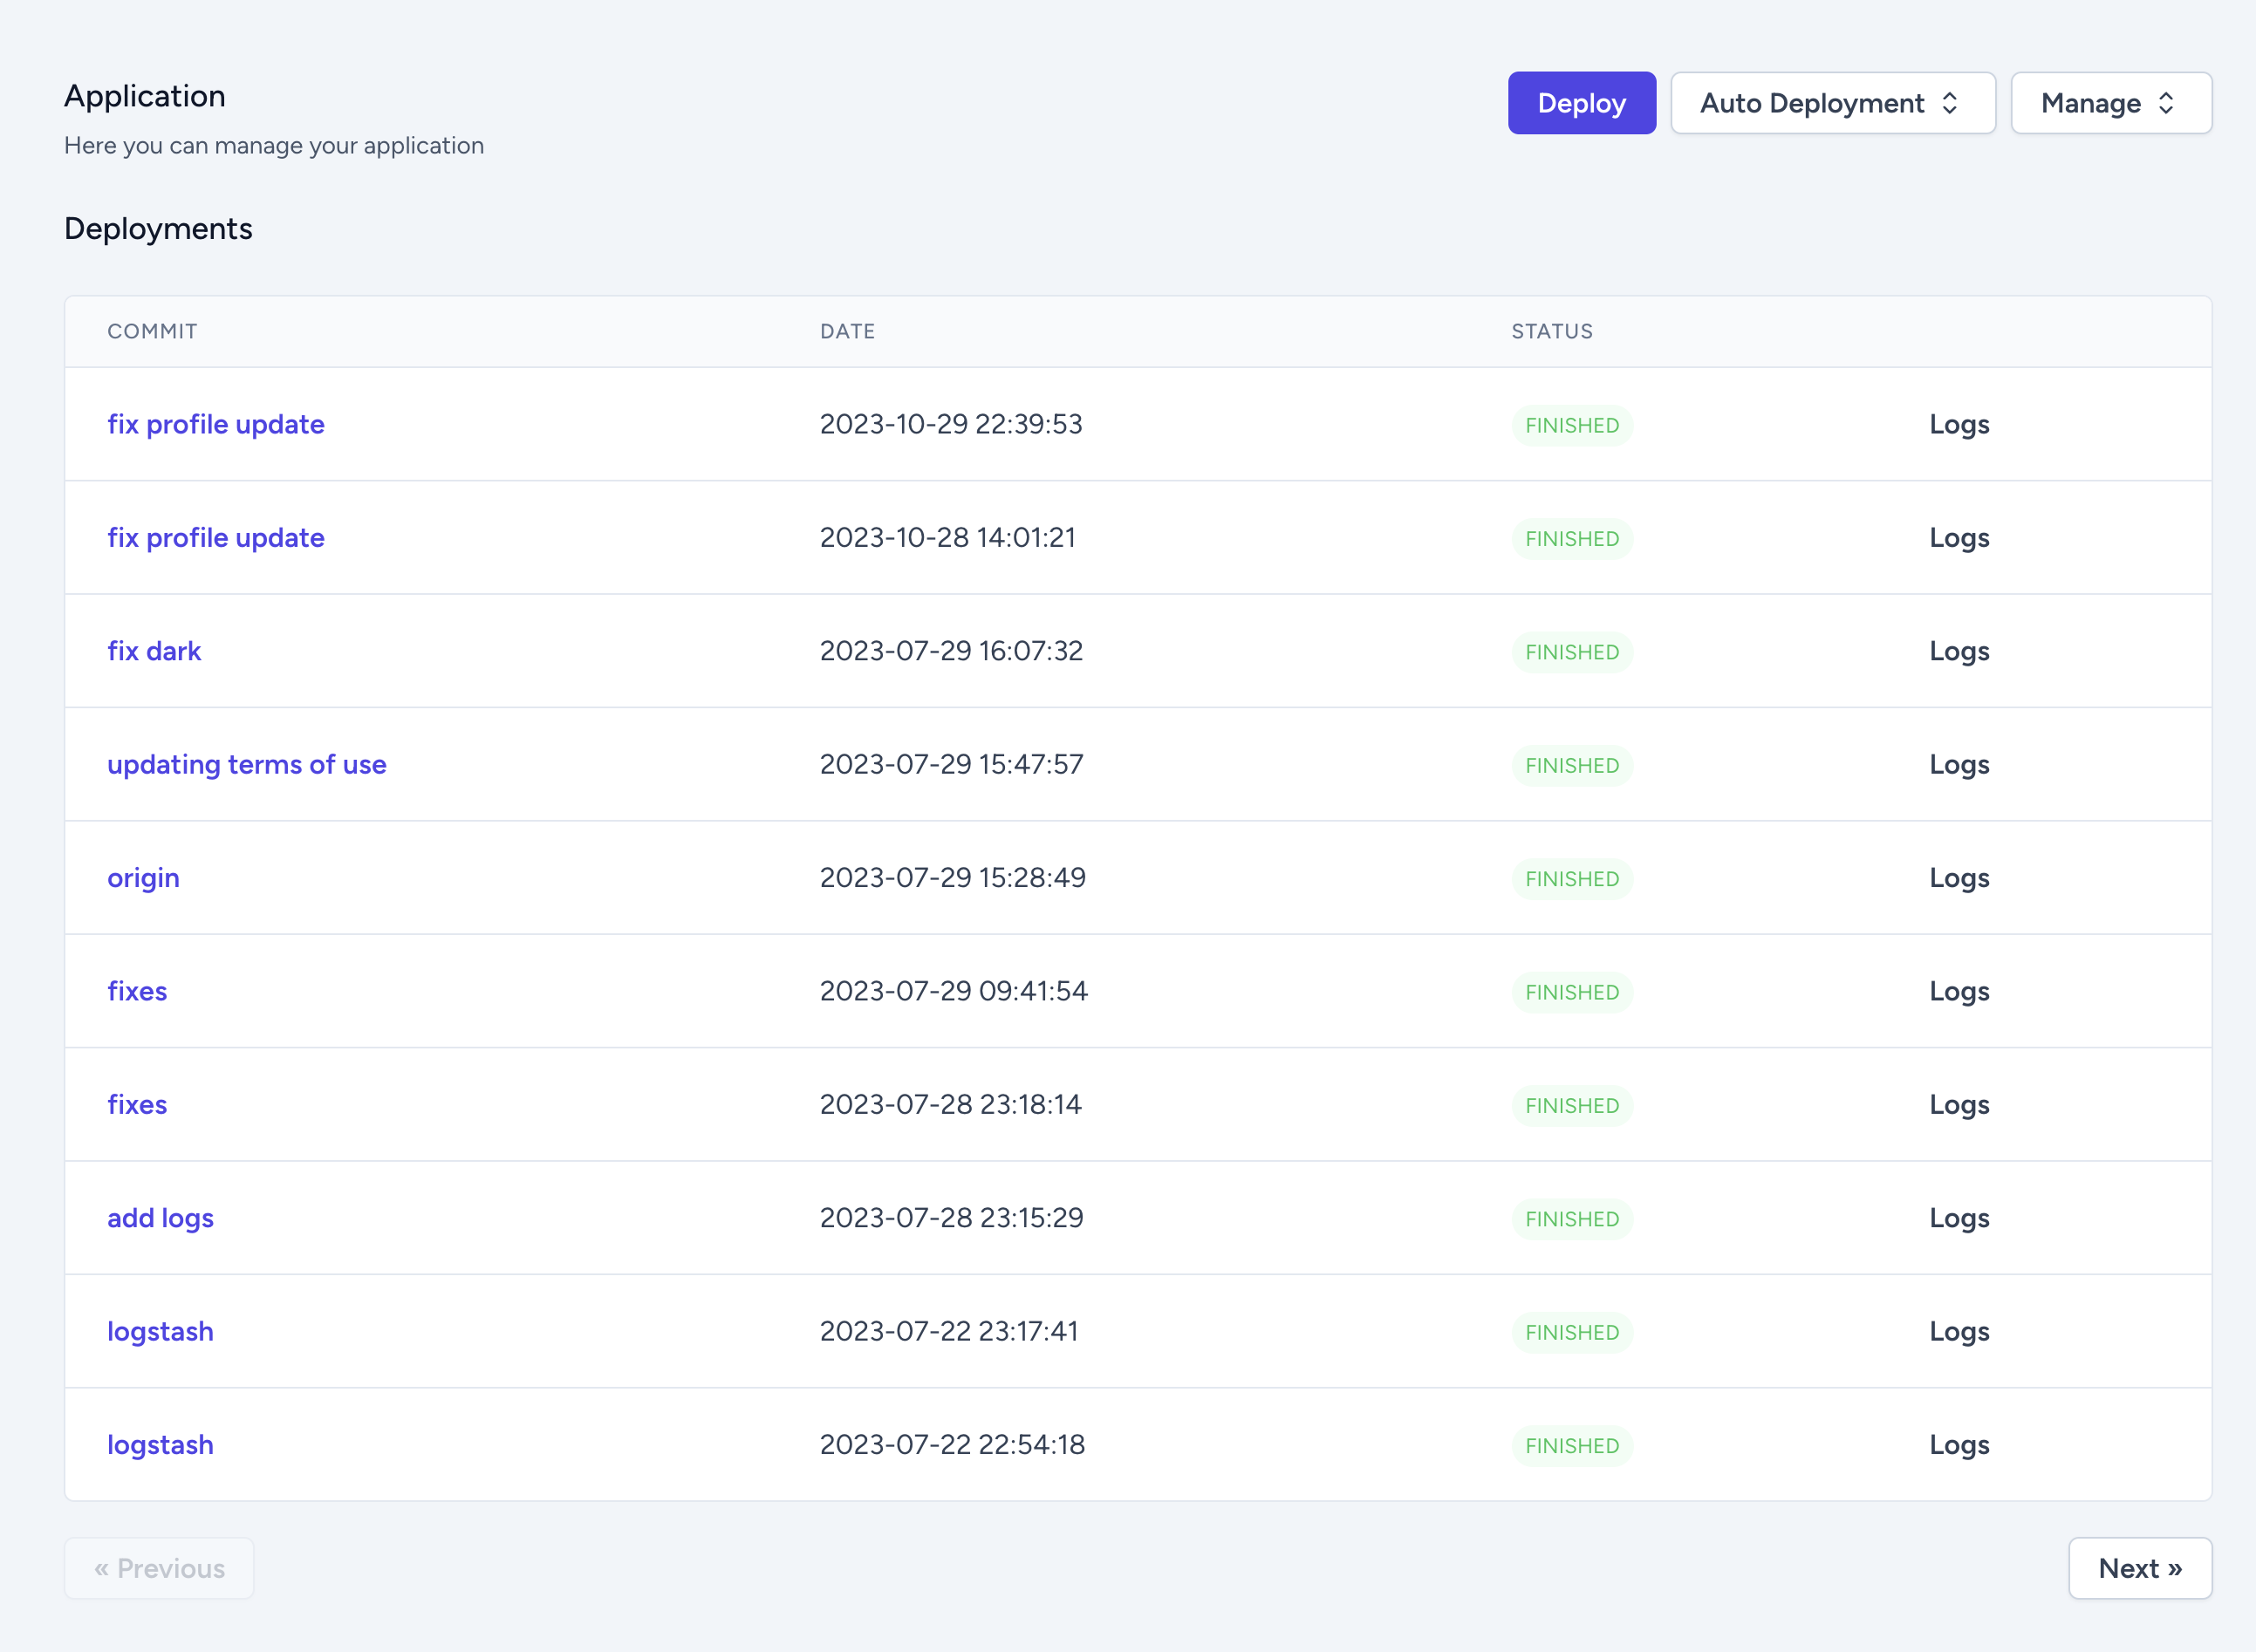 Application
Here you can manage your application
Deploy
Auto Deployment
Manage
Deployments
COMMIT DATE STATUS
fix profile update 2023-10-29 22:39:53 FINISHED Logs
fix profile update 2023-10-28 14:01:21 FINISHED Logs
fix dark 2023-07-29 16:07:32 FINISHED Logs
updating terms of use 2023-07-29 15:47:57 FINISHED Logs
origin 2023-07-29 15:28:49 FINISHED Logs
fixes 2023-07-29 09:41:54 FINISHED Logs
fixes 2023-07-28 23:18:14 FINISHED Logs
add logs 2023-07-28 23:15:29 FINISHED Logs
logstash 2023-07-22 23:17:41 FINISHED Logs
logstash 2023-07-22 22:54:18 FINISHED Logs
« Previous
Next »